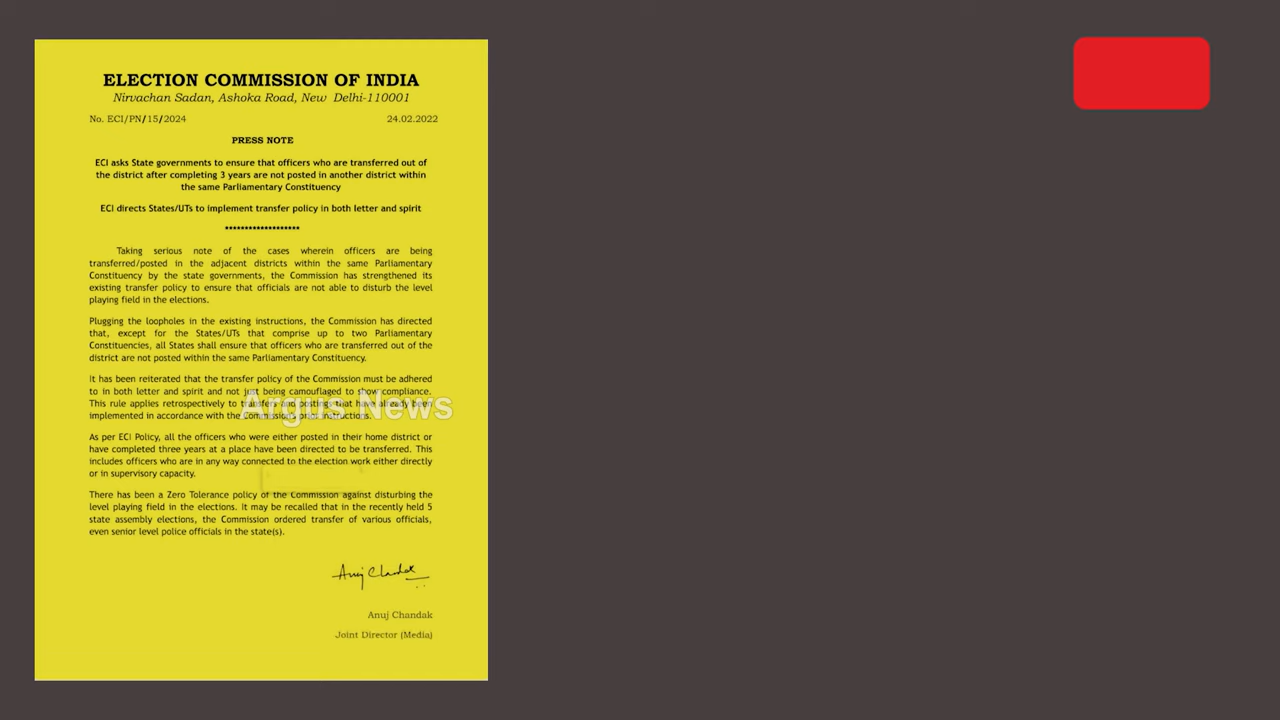 ELECTION COMMISSION OF INDIA
Nirvachan Sadan, Ashoka Road, New Delhi-110001
No. ECI/PN/15/2024 24.02.2022
PRESS NOTE
ECI asks State governments to ensure that officers who are transferred out of
the district after completing 3 years are not posted in another district within
the same Parliamentary Constituency
ECI directs States/UTs to implement transfer policy in both letter and spirit
*******************
Taking serious note of the cases wherein officers are being
transferred/posted in the adjacent districts within the same Parliamentary
Constituency by the state governments, the Commission has strengthened its
existing transfer policy to ensure that officials are not able to disturb the level
playing field in the elections.
Plugging the loopholes in the existing instructions, the Commission has directed
that, except for the States/UTs that comprise up to two Parliamentary
Constituencies, all States shall ensure that officers who are transferred out of the
district are not posted within the same Parliamentary Constituency.
It has been reiterated that the transfer policy of the Commission must be adhered
to in both letter and spirit and not just being camouflaged to show compliance.
This rule applies retrospectively to transfers and postings that have already been
implemented in accordance with the Commission's prior instructions.
Argus News
As per ECI Policy, all the officers who were either posted in their home district or
have completed three years at a place have been directed to be transferred. This
includes officers who are in any way connected to the election work either directly
or in supervisory capacity.
There has been a Zero Tolerance policy of the Commission against disturbing the
level playing field in the elections. It may be recalled that in the recently held 5
state assembly elections, the Commission ordered transfer of various officials,
even senior level police officials in the state(s).
Anuj Chandak
Anuj Chandak
Joint Director (Media)